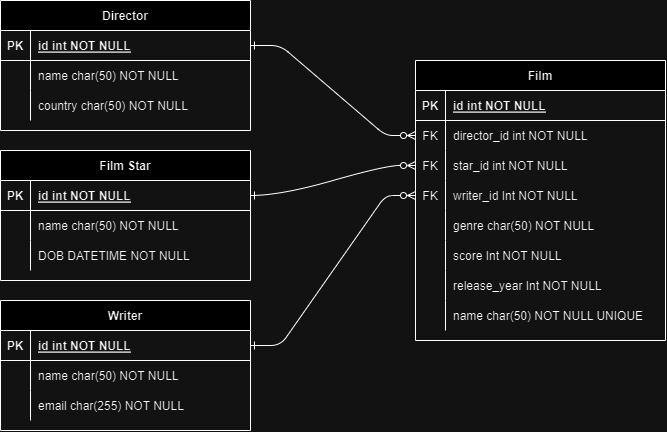 Director
PK id int NOT NULL
name char(50) NOT NULL
country char(50) NOT NULL
Film Star
PK id int NOT NULL
name char(50) NOT NULL
DOB DATETIME NOT NULL
Writer
PK id int NOT NULL
name char(50) NOT NULL
email char(255) NOT NULL
Film
PK id int NOT NULL
FK director_id int NOT NULL
FK star_id int NOT NULL
FK writer_id Int NOT NULL
genre char(50) NOT NULL
score Int NOT NULL
release_year Int NOT NULL
name char(50) NOT NULL UNIQUE